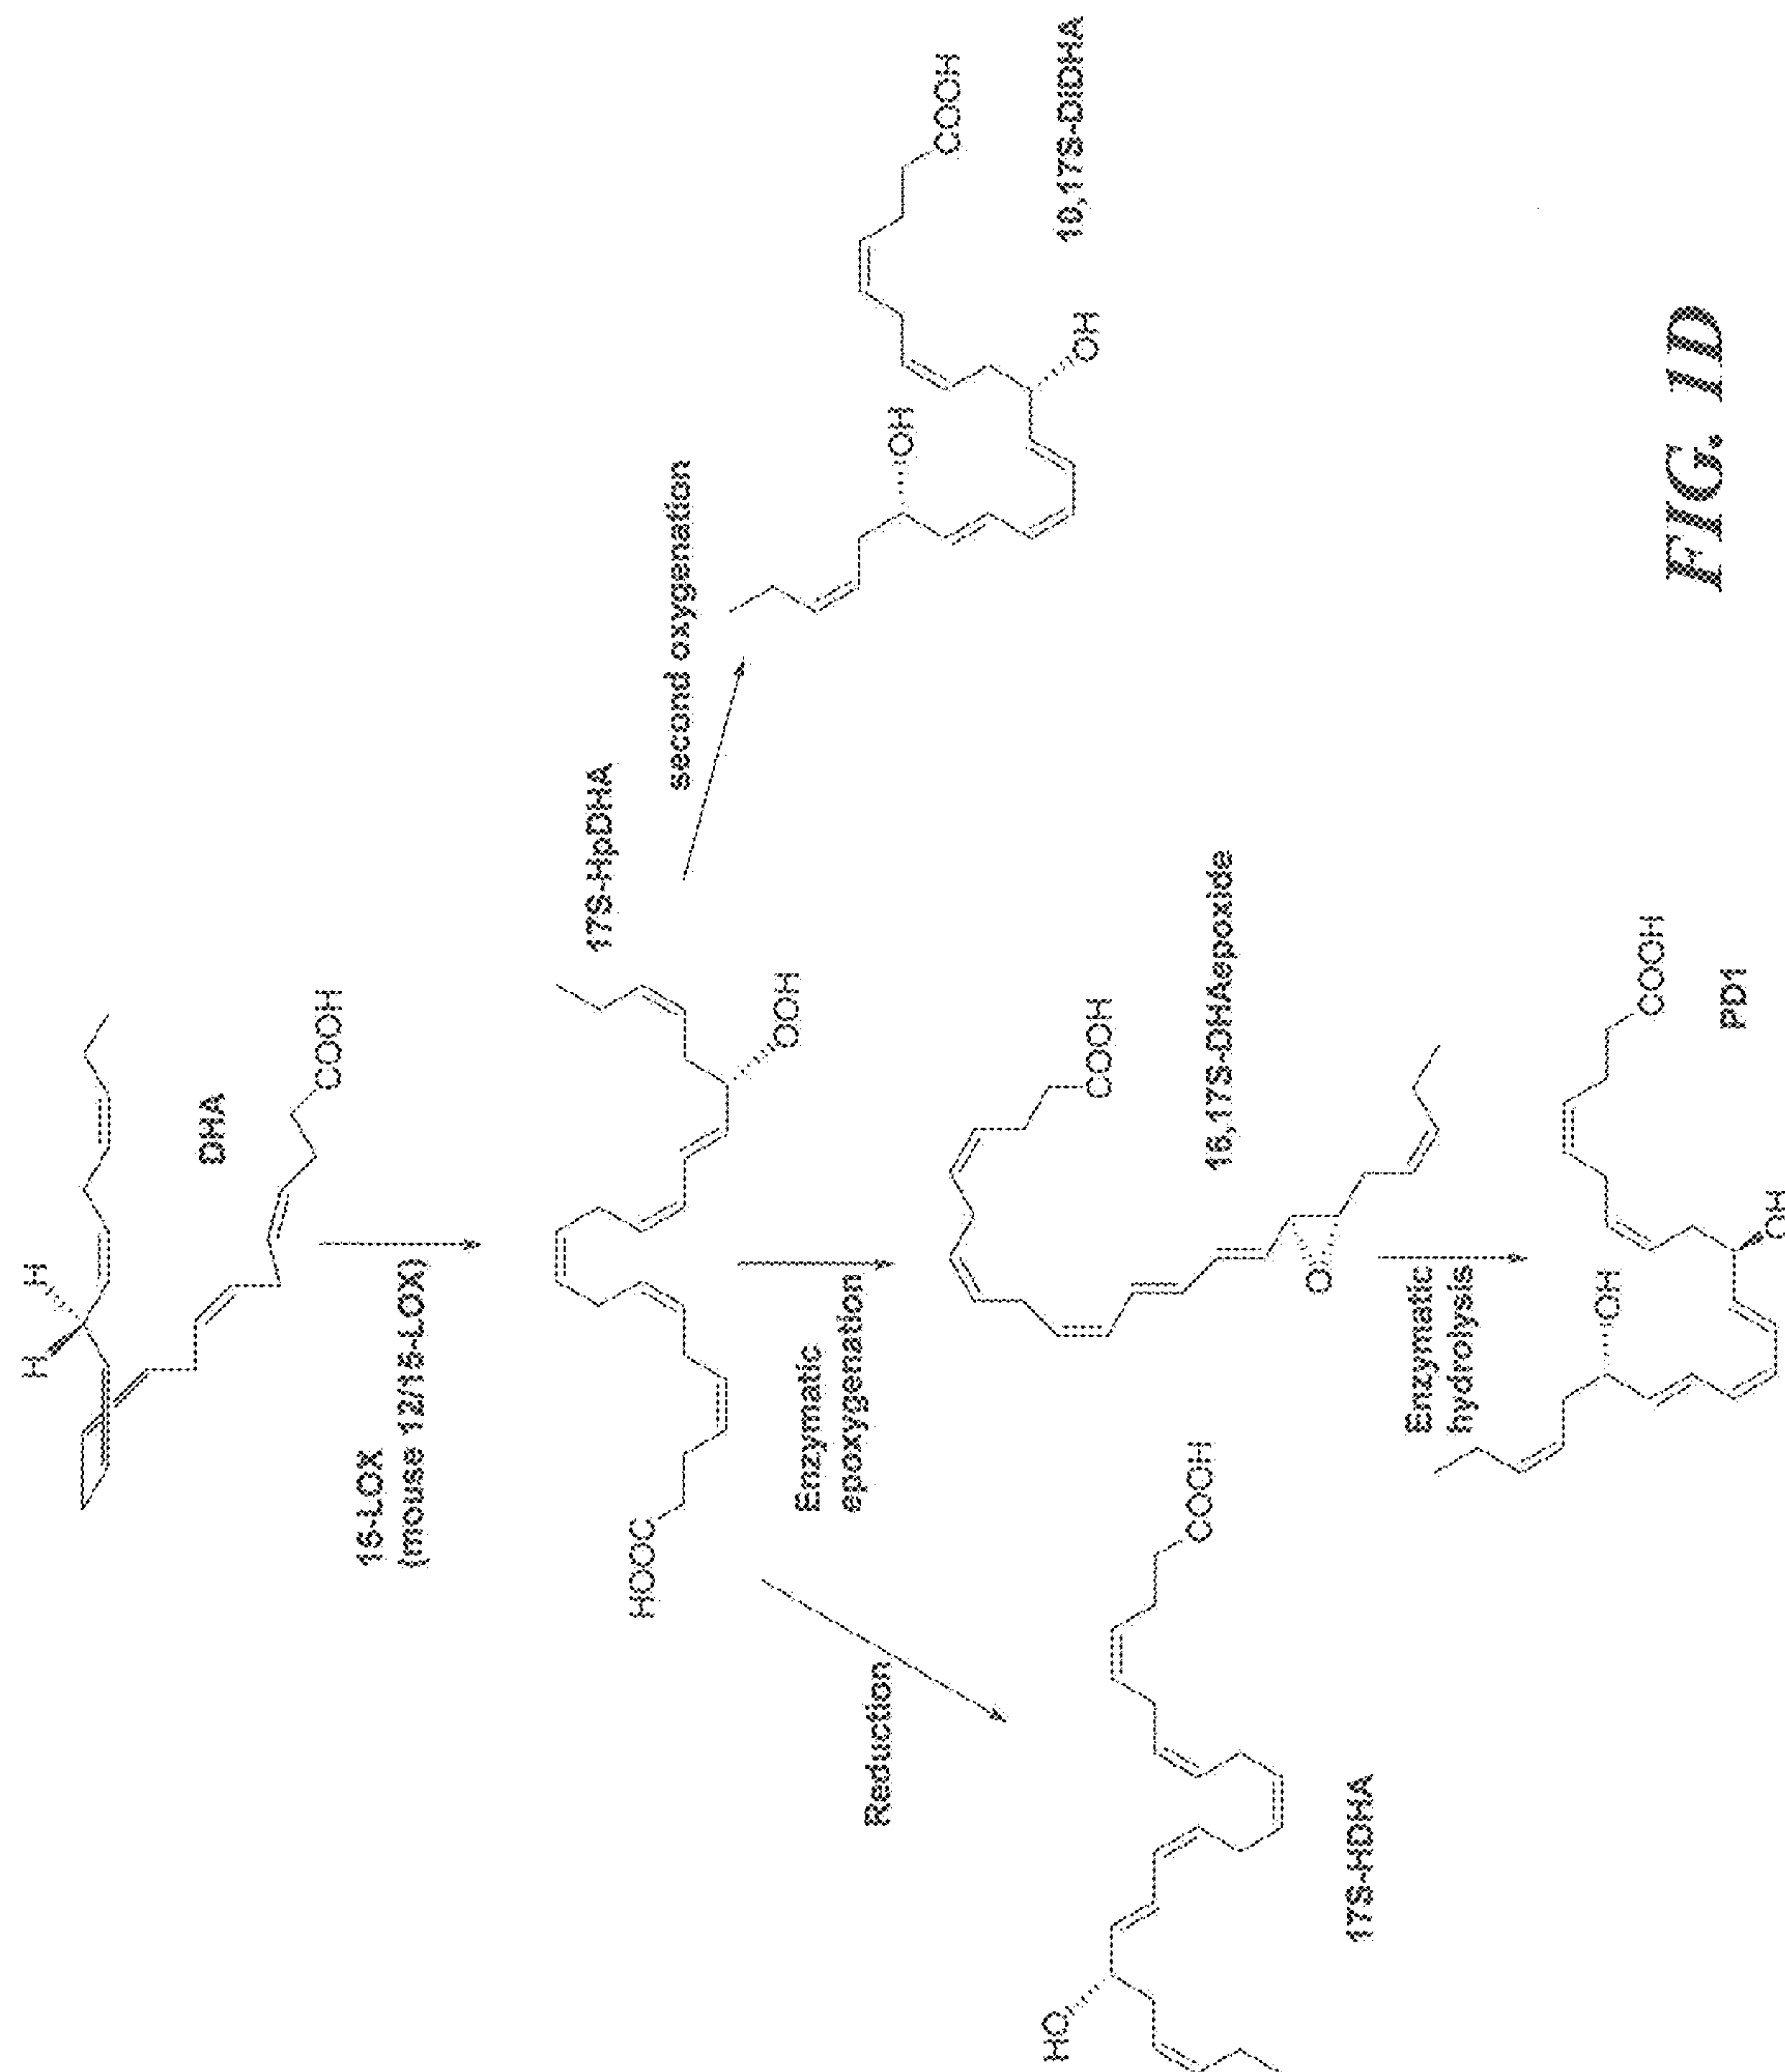 H
H
DHA
COOH
15-LOX
(mouse 12/15-LOX)
17S-HpDHA
HOOC
OOH
second oxygenation
OH
OH
COOH
10,17S-DiDHA
Reduction
Enzymatic
epoxygenation
COOH
O
16,17S-DHAepoxide
HO
COOH
17S-HDHA
Enzymatic
hydrolysis
OH
OH
COOH
PD1
FIG. 1D